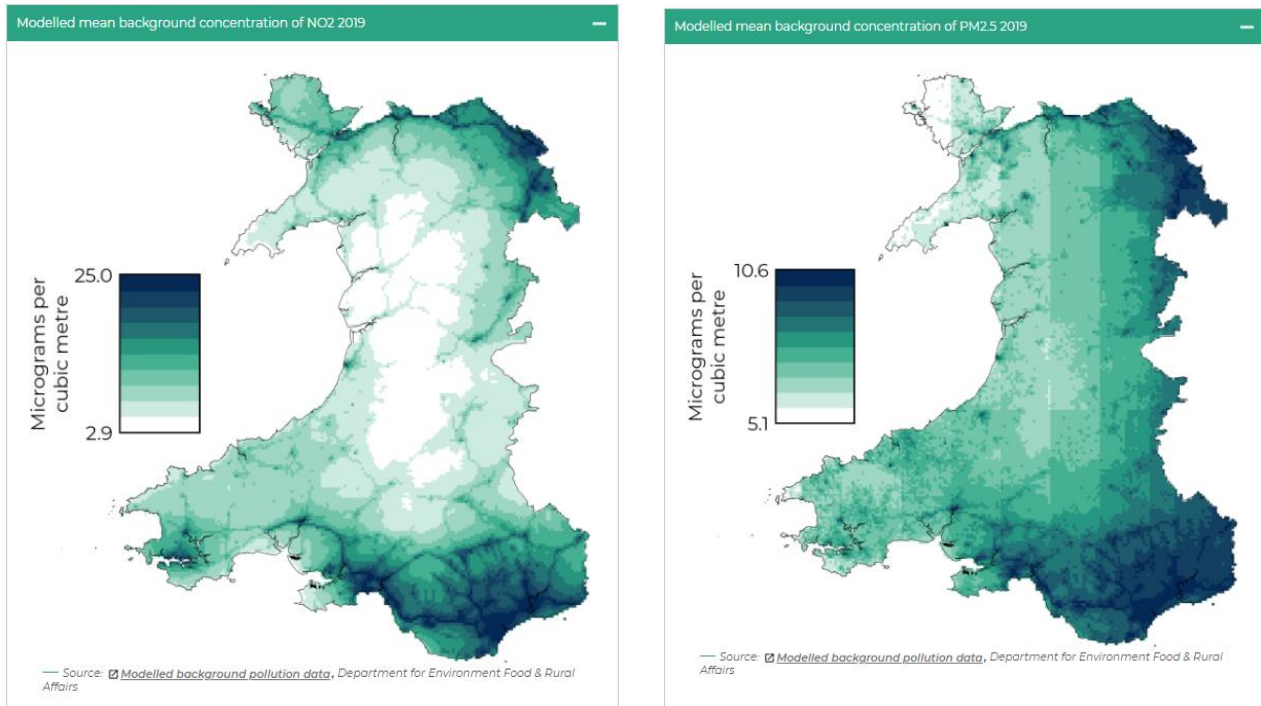 Modelled mean background concentration of NO2 2019
25.0
Micrograms per
cubic metre
2.9
Source: Modelled background pollution data, Department for Environment Food & Rural
Affairs
Modelled mean background concentration of PM2.5 2019
10.6
Micrograms per
cubic metre
5.1
Source: Modelled background pollution data, Department for Environment Food & Rural
Affairs